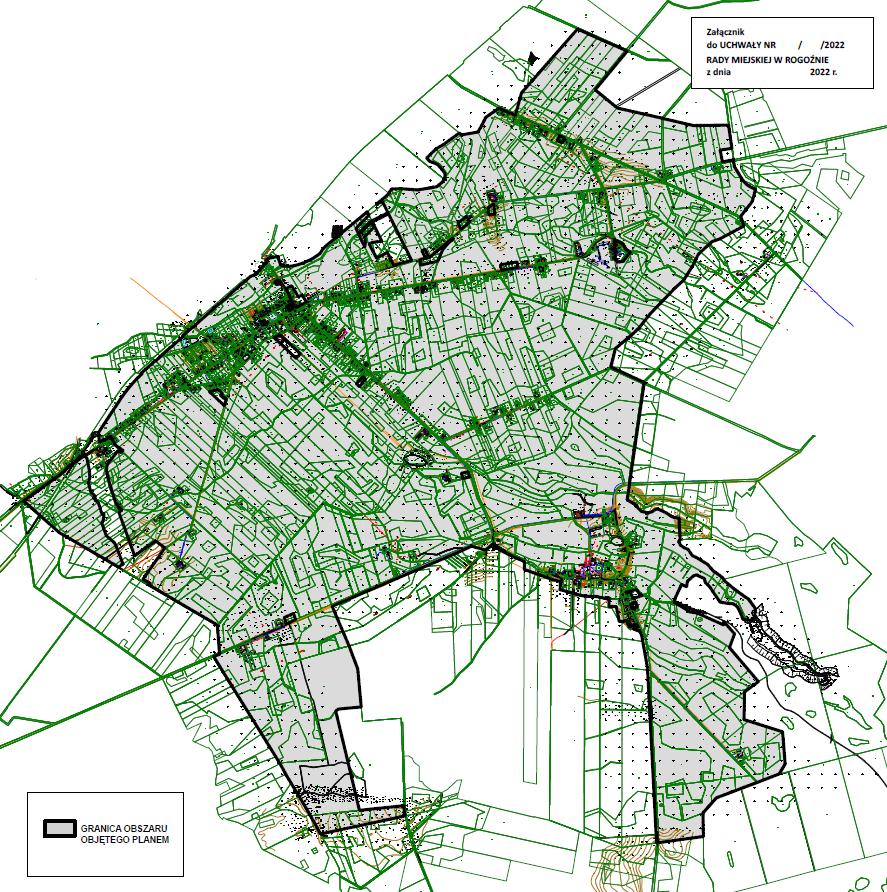 Załącznik
do UCHWAŁY NR / /2022
RADY MIEJSKIEJ W ROGOŹNIE
z dnia 2022 r.
GRANICA OBSZARU
OBJĘTEGO PLANEM